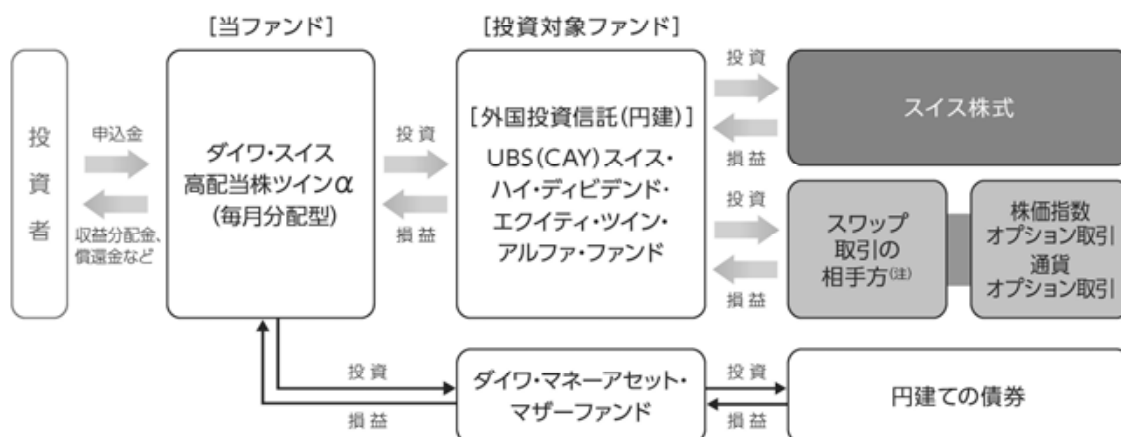 [当ファンド]
[投資対象ファンド]
投資者
申込金
収益分配金、
償還金など
ダイワ・スイス
高配当株ツインα
(毎月分配型)
投資
損益
[外国投資信託(円建)]
UBS(CAY)スイス・
ハイ・ディビデンド・
エクイティ・ツイン・
アルファ・ファンド
投資
損益
スイス株式
投資
損益
スワップ
取引の
相手方(注)
株価指数
オプション取引
通貨
オプション取引
投資
損益
ダイワ・マネーアセット・
マザーファンド
投資
損益
円建ての債券